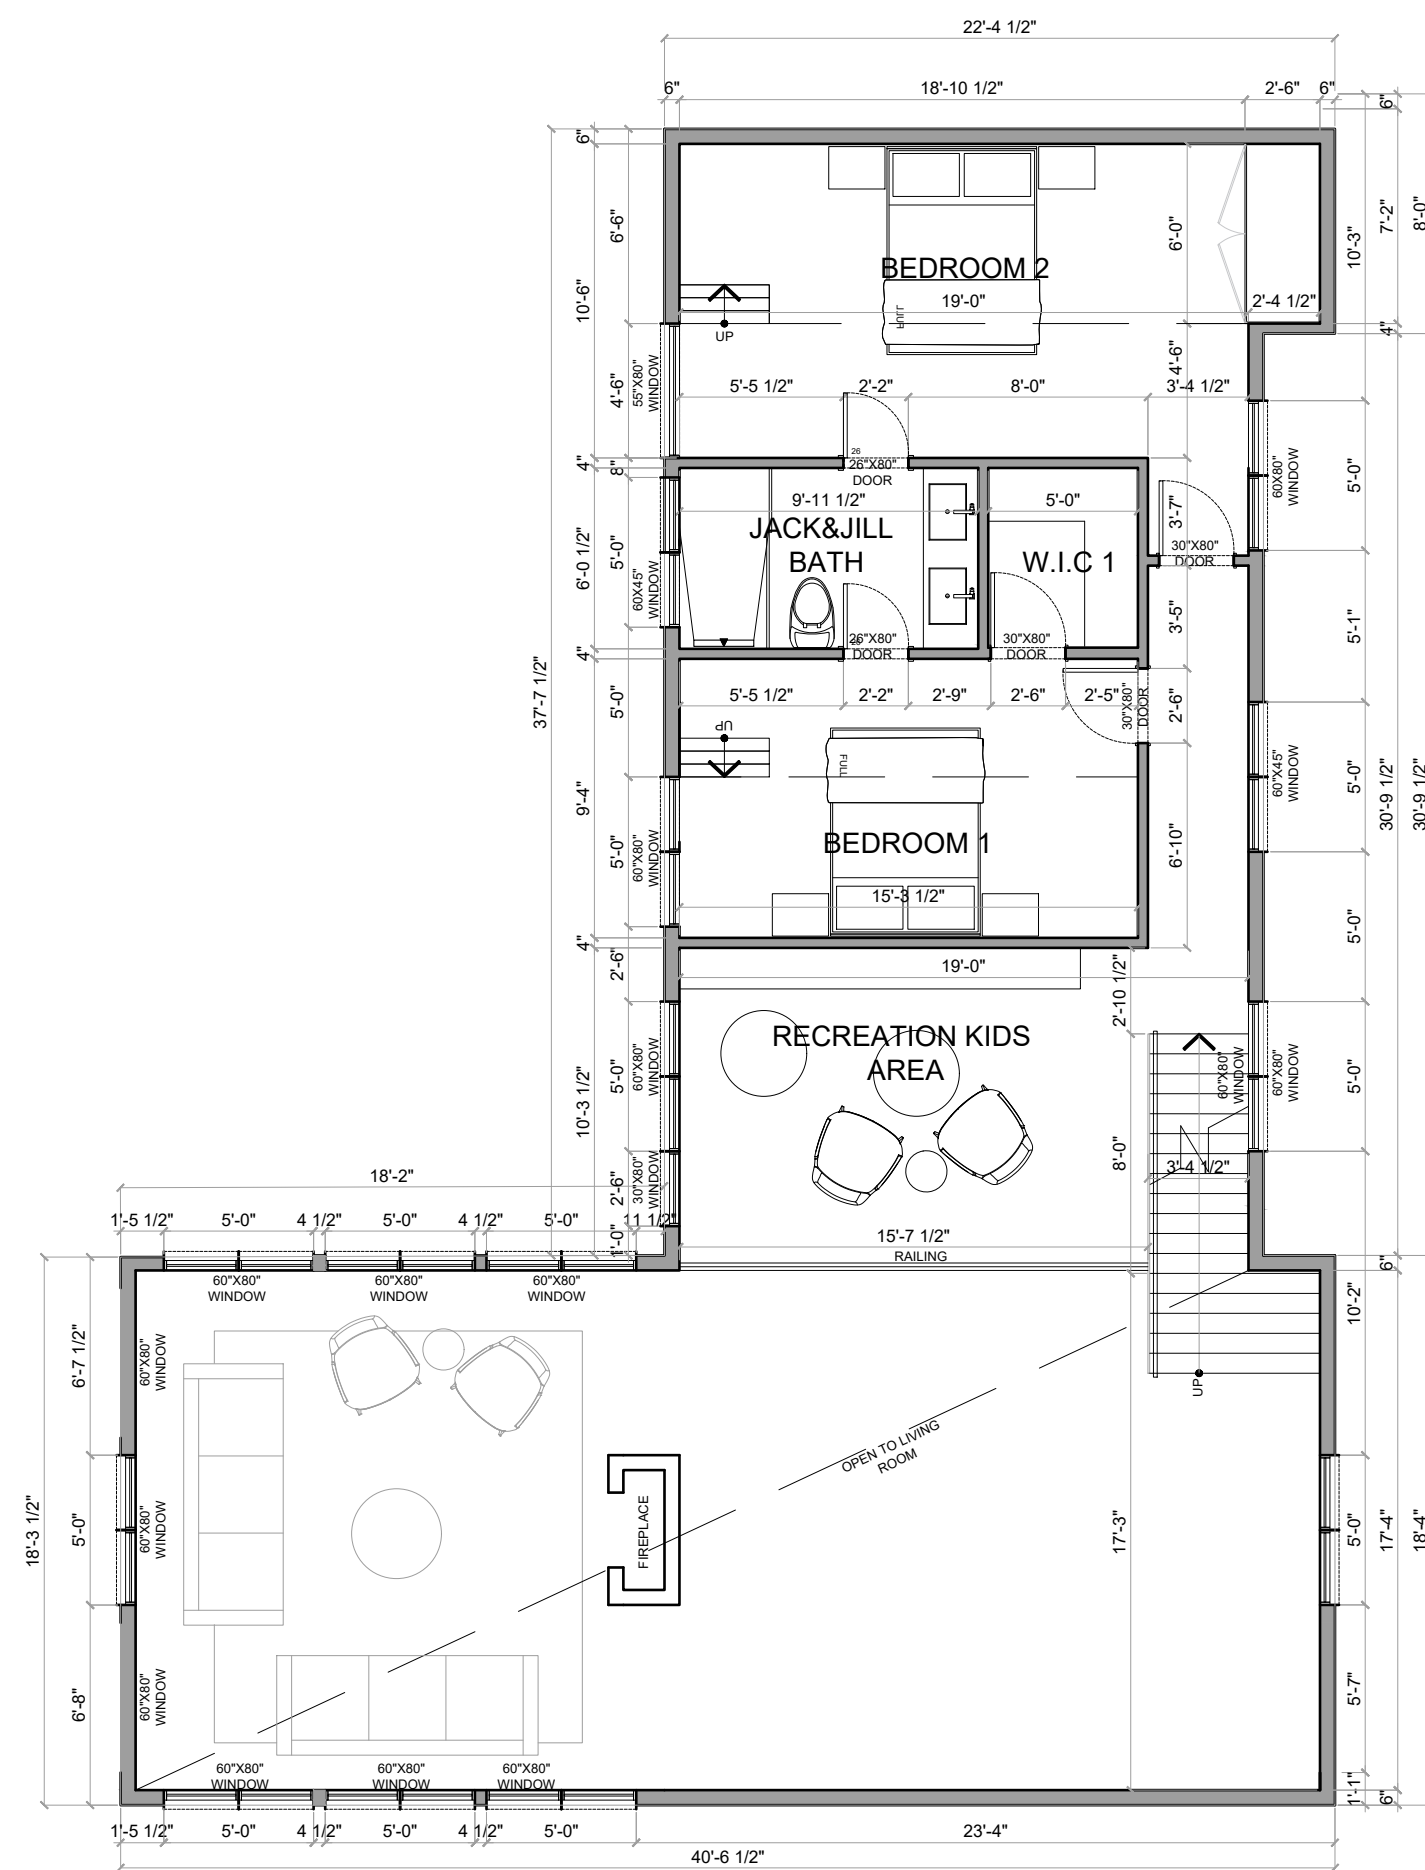 22'-4 1/2"
6"
18'-10 1/2"
2'-6"
6"
6"
6"
6'-6"
10'-6"
7'-2"
8'-0"
10'-3"
6'-0"
BEDROOM 2
FULL
19'-0"
2'-4 1/2"
UP
4"
4'-6"
55"X80"
WINDOW
4'-6"
5'-5 1/2"
2'-2"
8'-0"
3'-4 1/2"
4"
8"
26
26"X80"
DOOR
60X80"
WINDOW
5'-0"
9'-11 1/2"
5'-0"
3'-7"
JACK&JILL
BATH
W.I.C 1
30"X80"
DOOR
6'-0 1/2"
5'-0"
60X45"
WINDOW
3'-5"
5'-1"
26"X80"
DOOR
30"X80"
DOOR
4"
37'-7 1/2"
5'-0"
5'-5 1/2"
2'-2"
2'-9"
2'-6"
2'-5"
30"X80"
DOOR
2'-6"
UP
FULL
60"X45"
WINDOW
5'-0"
30'-9 1/2"
30'-9 1/2"
9'-4"
5'-0"
60"X80"
WINDOW
BEDROOM 1
6'-10"
15'-3 1/2"
5'-0"
4"
2'-6"
19'-0"
2'-10 1/2"
RECREATION KIDS
AREA
10'-3 1/2"
5'-0"
60"X80"
WINDOW
60"X80"
WINDOW
60"X80"
WINDOW
5'-0"
8'-0"
3'-4 1/2"
2'-6"
30"X80"
WINDOW
18'-2"
1'-5 1/2"
5'-0"
4 1/2"
5'-0"
4 1/2"
5'-0"
11 1/2"
1'-0"
15'-7 1/2"
RAILING
6"
60"X80"
WINDOW
60"X80"
WINDOW
60"X80"
WINDOW
10'-2"
6'-7 1/2"
60"X80"
WINDOW
UP
OPEN TO LIVING
ROOM
18'-3 1/2"
5'-0"
60"X80"
WINDOW
FIREPLACE
17'-3"
5'-0"
17'-4"
18'-4"
6'-8"
60"X80"
WINDOW
5'-7"
60"X80"
WINDOW
60"X80"
WINDOW
60"X80"
WINDOW
1'-1"
6"
1'-5 1/2"
5'-0"
4 1/2"
5'-0"
4 1/2"
5'-0"
23'-4"
40'-6 1/2"